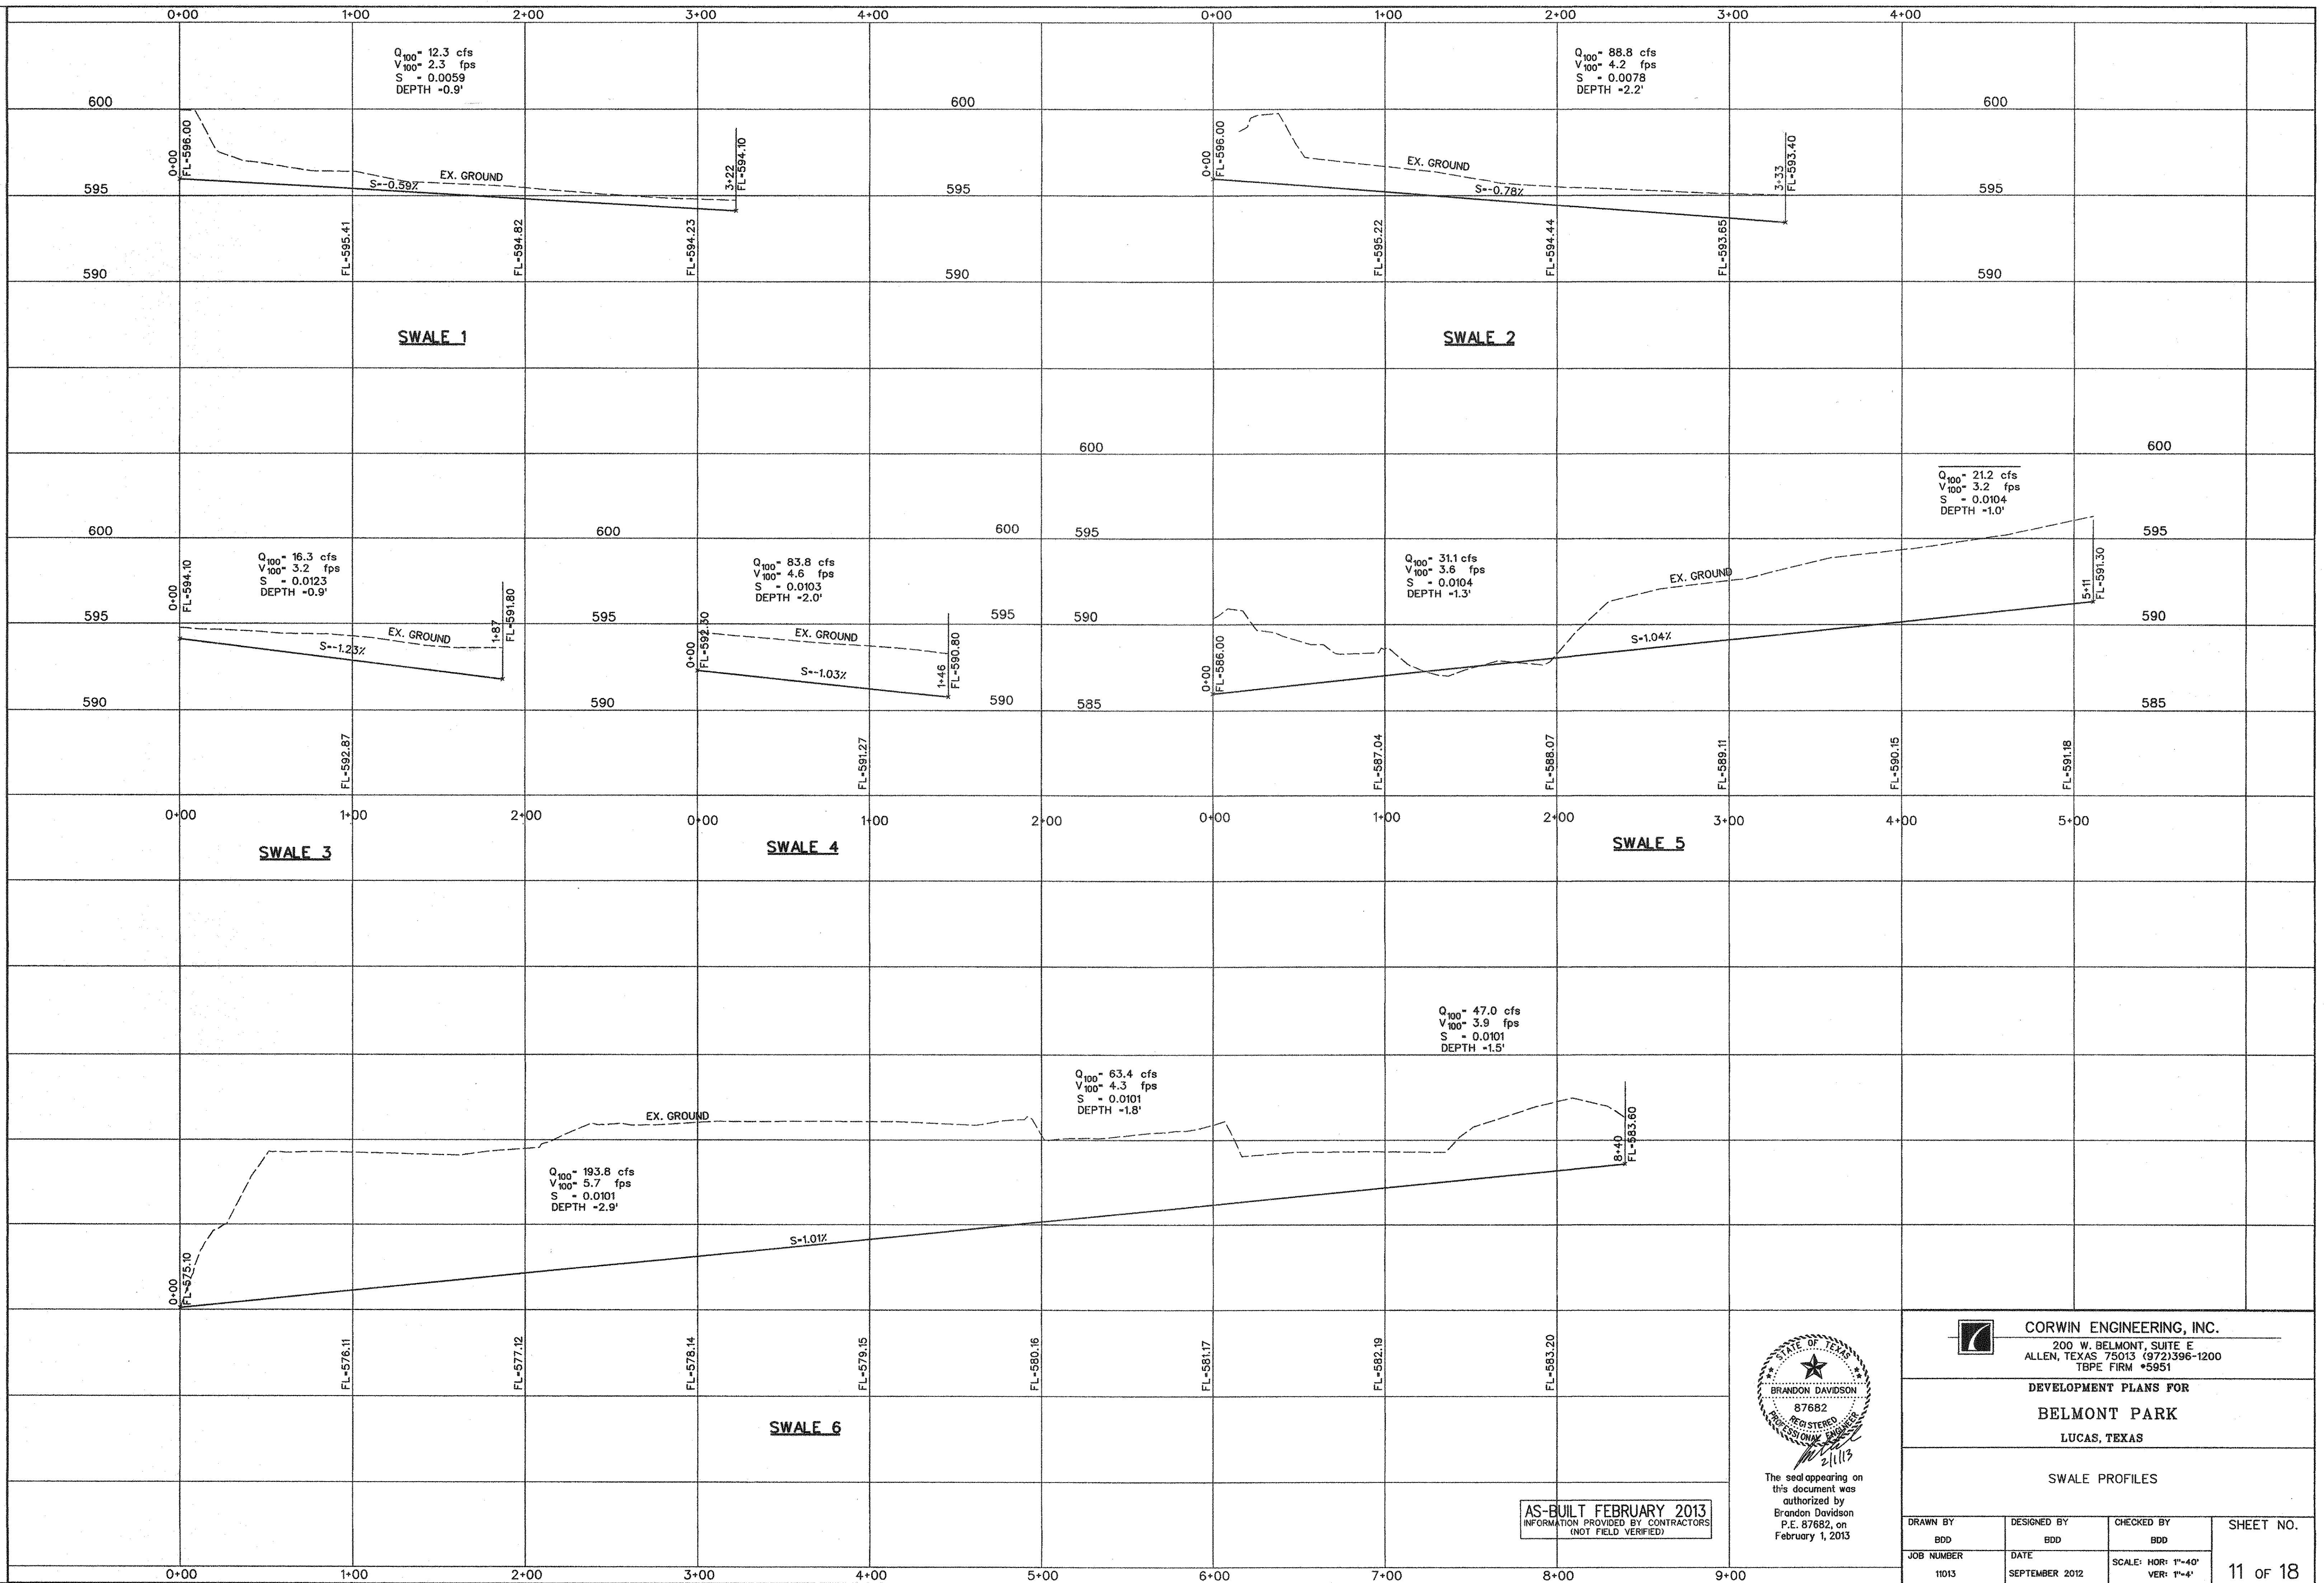 0+00 1+00 2+00 3+00 4+00 0+00 1+00 2+00 3+00 4+00
Q100= 12.3 cfs
V100= 2.3 fps
S = 0.0059
DEPTH =0.9'
Q100= 88.8 cfs
V100= 4.2 fps
S = 0.0078
DEPTH =2.2'
600 600 600
0+00
FL=596.00
EX. GROUND
S=-0.59%
3+22
FL=594.10
0+00
FL=596.00
EX. GROUND
S=-0.78%
3+33
FL=593.40
595 595 595
FL=595.41
FL=594.82
FL=594.23
FL=595.22
FL=594.44
FL=593.65
590 590 590
SWALE 1
SWALE 2
600 600
Q100= 21.2 cfs
V100= 3.2 fps
S = 0.0104
DEPTH =1.0'
600 600 600 595 595
Q100= 16.3 cfs
V100= 3.2 fps
S = 0.0123
DEPTH =0.9'
Q100= 83.8 cfs
V100= 4.6 fps
S = 0.0103
DEPTH =2.0'
Q100= 31.1 cfs
V100= 3.6 fps
S = 0.0104
DEPTH =1.3'
0+00
FL=594.10
EX. GROUND
S=-1.23%
1+87
FL=591.80
0+00
FL=592.30
EX. GROUND
S=-1.03%
1+46
FL=590.80
0+00
FL=586.00
EX. GROUND
S=1.04%
5+11
FL=591.30
595 595 595 590 590
590 590 590 585 585
FL=592.87
FL=591.27
FL=587.04
FL=588.07
FL=589.11
FL=590.15
FL=591.18
0+00 1+00 2+00 0+00 1+00 2+00 0+00 1+00 2+00 3+00 4+00 5+00
SWALE 3
SWALE 4
SWALE 5
Q100= 47.0 cfs
V100= 3.9 fps
S = 0.0101
DEPTH =1.5'
Q100= 63.4 cfs
V100= 4.3 fps
S = 0.0101
DEPTH =1.8'
EX. GROUND
8+40
FL=583.60
Q100= 193.8 cfs
V100= 5.7 fps
S = 0.0101
DEPTH =2.9'
S=1.01%
0+00
FL=575.10
FL=576.11
FL=577.12
FL=578.14
FL=579.15
FL=580.16
FL=581.17
FL=582.19
FL=583.20
SWALE 6
STATE OF TEXAS
BRANDON DAVIDSON
87682
REGISTERED
PROFESSIONAL ENGINEER
2/1/13
The seal appearing on
this document was
authorized by
Brandon Davidson
P.E. 87682, on
February 1, 2013
AS-BUILT FEBRUARY 2013
INFORMATION PROVIDED BY CONTRACTORS
(NOT FIELD VERIFIED)
CORWIN ENGINEERING, INC.
200 W. BELMONT, SUITE E
ALLEN, TEXAS 75013 (972)396-1200
TBPE FIRM #5951
DEVELOPMENT PLANS FOR
BELMONT PARK
LUCAS, TEXAS
SWALE PROFILES
DRAWN BY
BDD
DESIGNED BY
BDD
CHECKED BY
BDD
SHEET NO.
JOB NUMBER
11013
DATE
SEPTEMBER 2012
SCALE: HOR: 1"=40'
VER: 1"=4'
11 OF 18
0+00 1+00 2+00 3+00 4+00 5+00 6+00 7+00 8+00 9+00